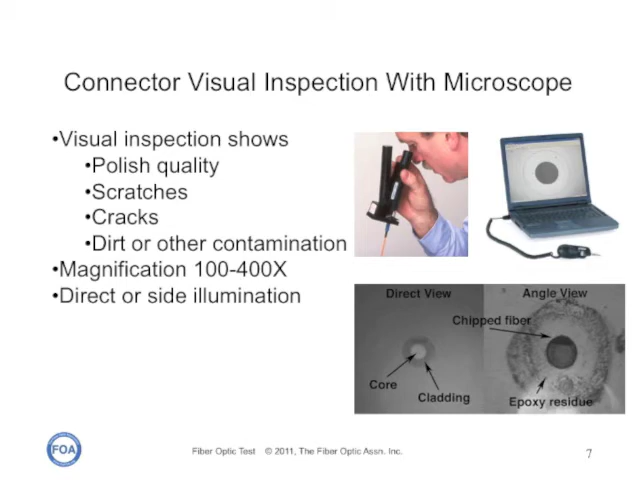 Connector Visual Inspection With Microscope
•Visual inspection shows
•Polish quality
•Scratches
•Cracks
•Dirt or other contamination
•Magnification 100-400X
•Direct or side illumination
Direct View
Angle View
Chipped fiber
Core
Cladding
Epoxy residue
FOA
Fiber Optic Test © 2011, The Fiber Optic Assn. Inc.
7